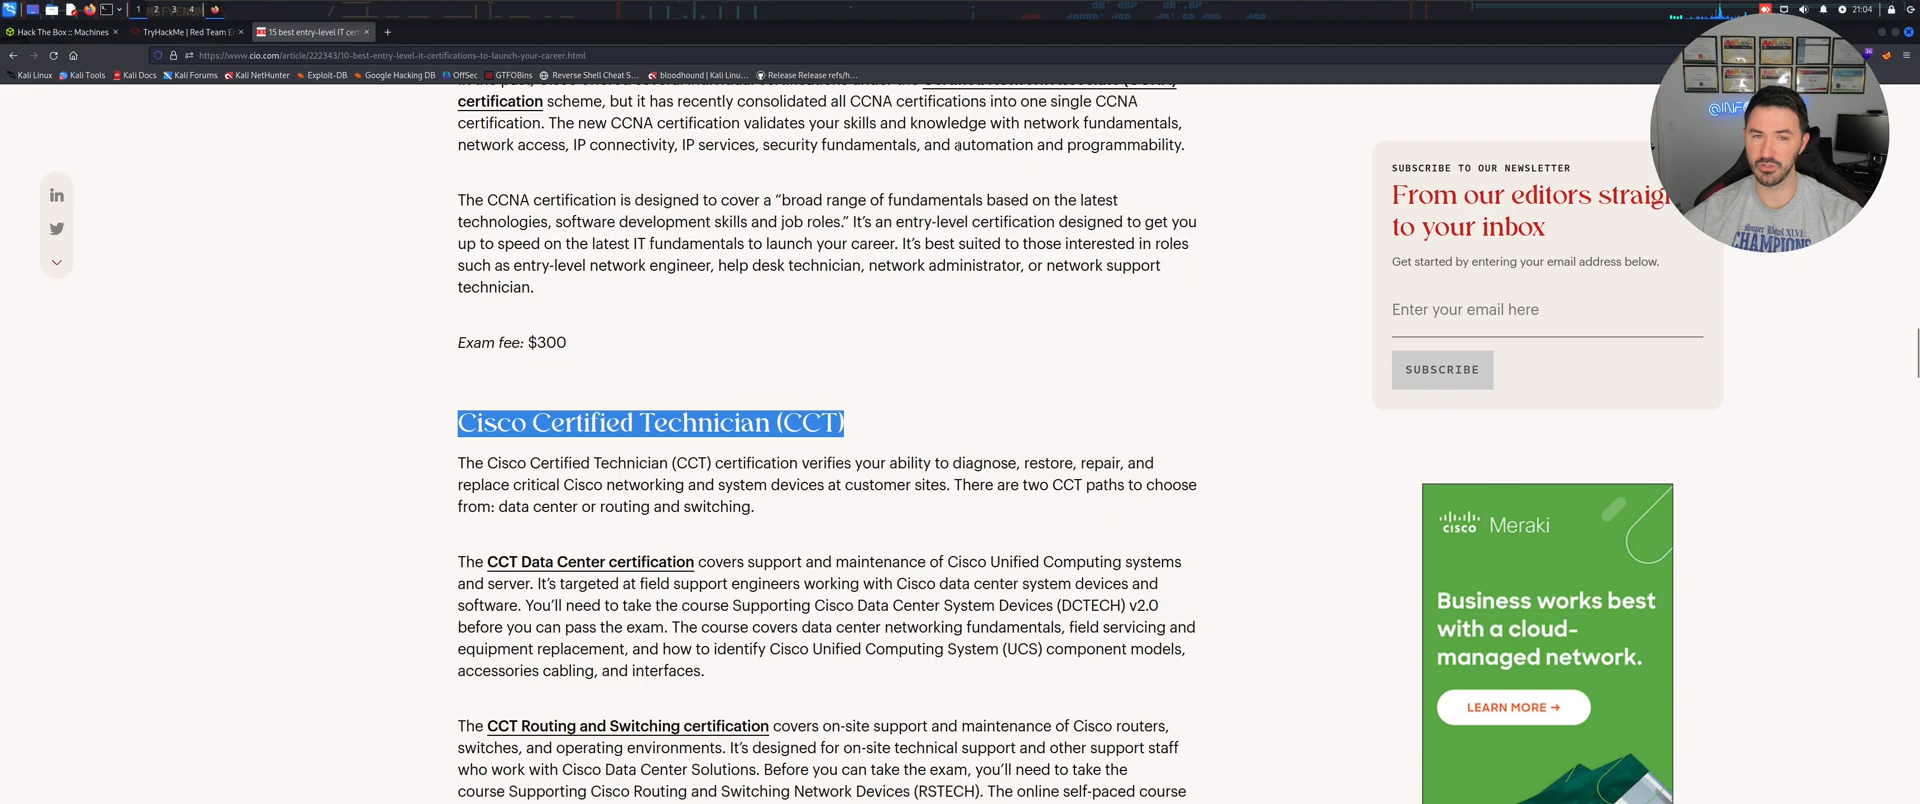 21:04
Hack The Box :: Machines
TryHackMe | Red Team E
15 best entry-level IT cert
https://www.cio.com/article/222343/10-best-entry-level-it-certifications-to-launch-your-career.html
Kali Linux
Kali Tools
Kali Docs
Kali Forums
Kali NetHunter
Exploit-DB
Google Hacking DB
OffSec
GTFOBins
Reverse Shell Cheat S...
bloodhound | Kali Linu...
Release Release refs/h...
certification scheme, but it has recently consolidated all CCNA certifications into one single CCNA
certification. The new CCNA certification validates your skills and knowledge with network fundamentals,
network access, IP connectivity, IP services, security fundamentals, and automation and programmability.
The CCNA certification is designed to cover a “broad range of fundamentals based on the latest
technologies, software development skills and job roles.” It’s an entry-level certification designed to get you
up to speed on the latest IT fundamentals to launch your career. It’s best suited to those interested in roles
such as entry-level network engineer, help desk technician, network administrator, or network support
technician.
Exam fee: $300
Cisco Certified Technician (CCT)
The Cisco Certified Technician (CCT) certification verifies your ability to diagnose, restore, repair, and
replace critical Cisco networking and system devices at customer sites. There are two CCT paths to choose
from: data center or routing and switching.
The CCT Data Center certification covers support and maintenance of Cisco Unified Computing systems
and server. It’s targeted at field support engineers working with Cisco data center system devices and
software. You’ll need to take the course Supporting Cisco Data Center System Devices (DCTECH) v2.0
before you can pass the exam. The course covers data center networking fundamentals, field servicing and
equipment replacement, and how to identify Cisco Unified Computing System (UCS) component models,
accessories cabling, and interfaces.
The CCT Routing and Switching certification covers on-site support and maintenance of Cisco routers,
switches, and operating environments. It’s designed for on-site technical support and other support staff
who work with Cisco Data Center Solutions. Before you can take the exam, you’ll need to take the
course Supporting Cisco Routing and Switching Network Devices (RSTECH). The online self-paced course
SUBSCRIBE TO OUR NEWSLETTER
From our editors straig
to your inbox
Get started by entering your email address below.
Enter your email here
SUBSCRIBE
@INF
CHAMPIONS
CISCO Meraki
Business works best
with a cloud-
managed network.
LEARN MORE →